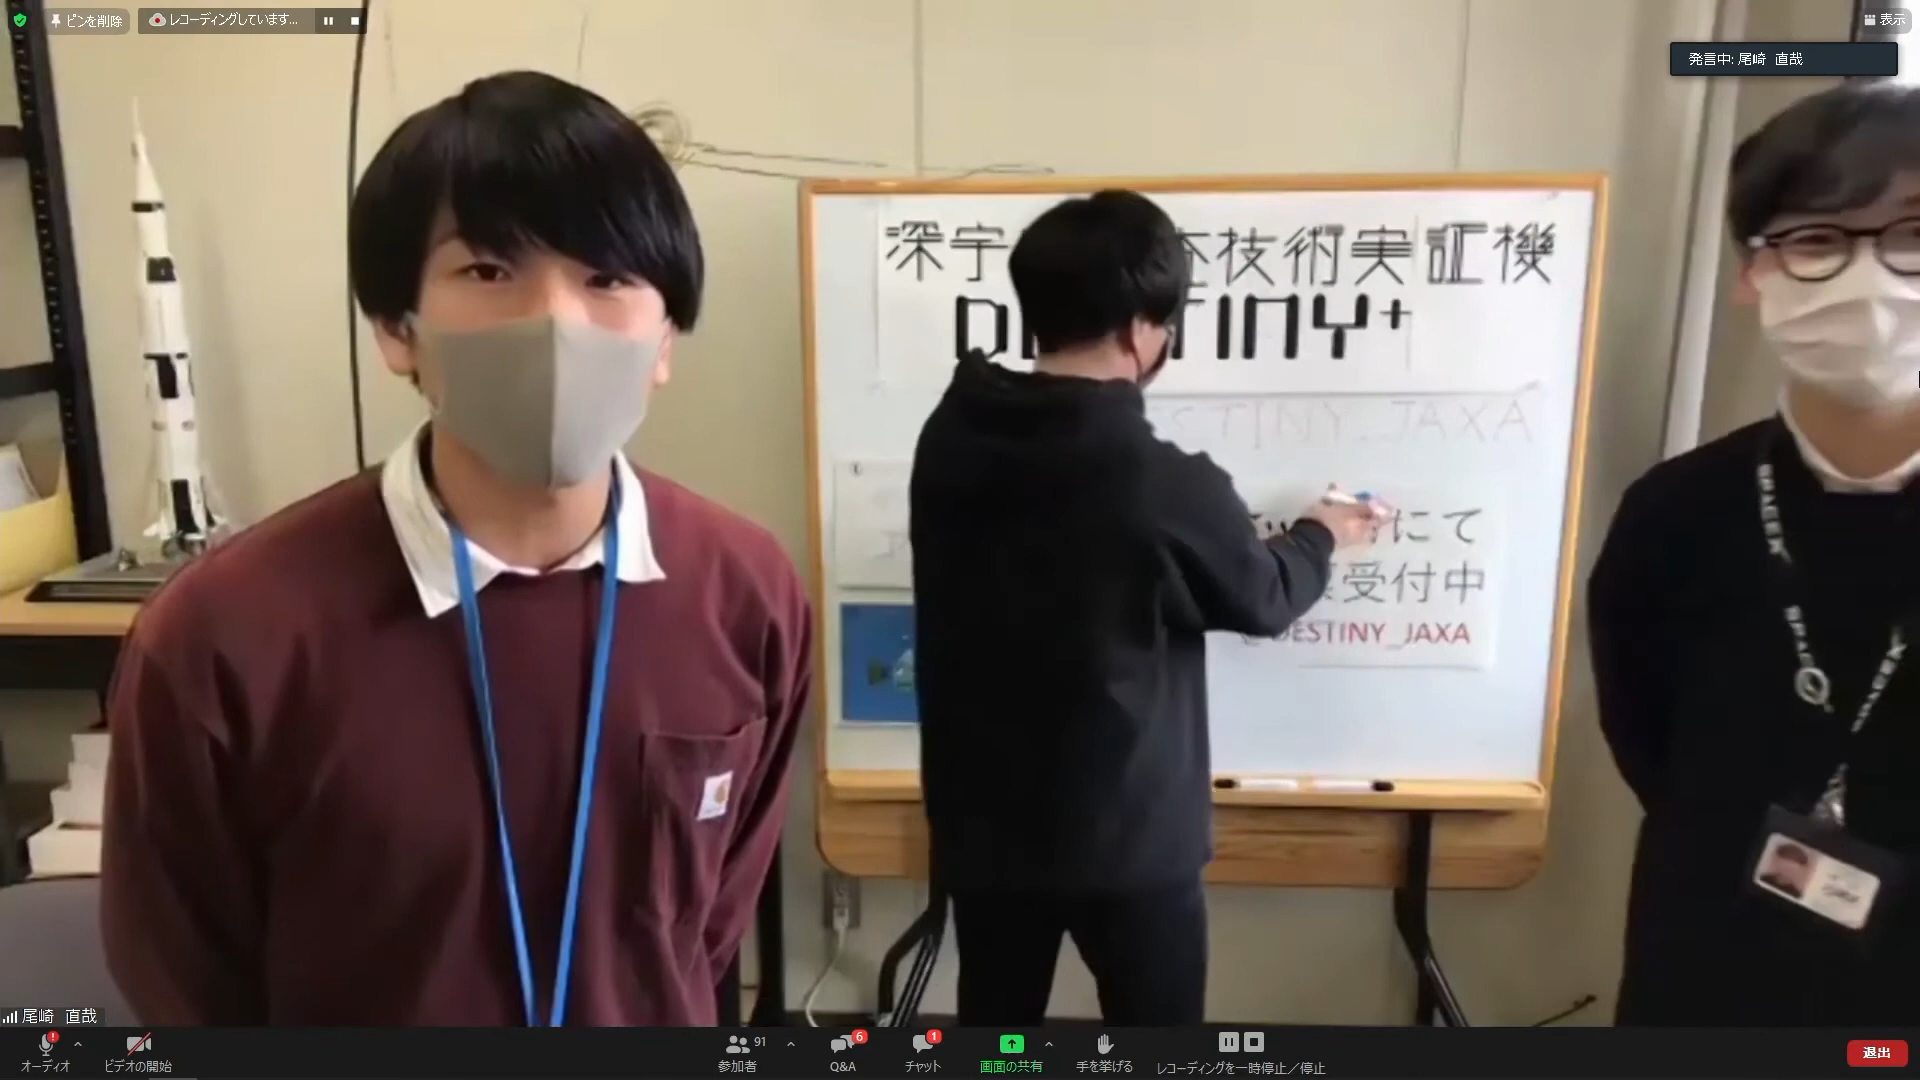 ピンを削除
レコーディングしています...
表示
発言中: 尾崎 直哉
深宇
技術実証機
TINY+
STINY_JAXA
にて
受付中
DESTINY_JAXA
SPACEX
SPACEX
尾崎 直哉
オーディオ
ビデオの開始
91
参加者
6
Q&A
1
チャット
画面の共有
手を挙げる
レコーディングを一時停止／停止
退出